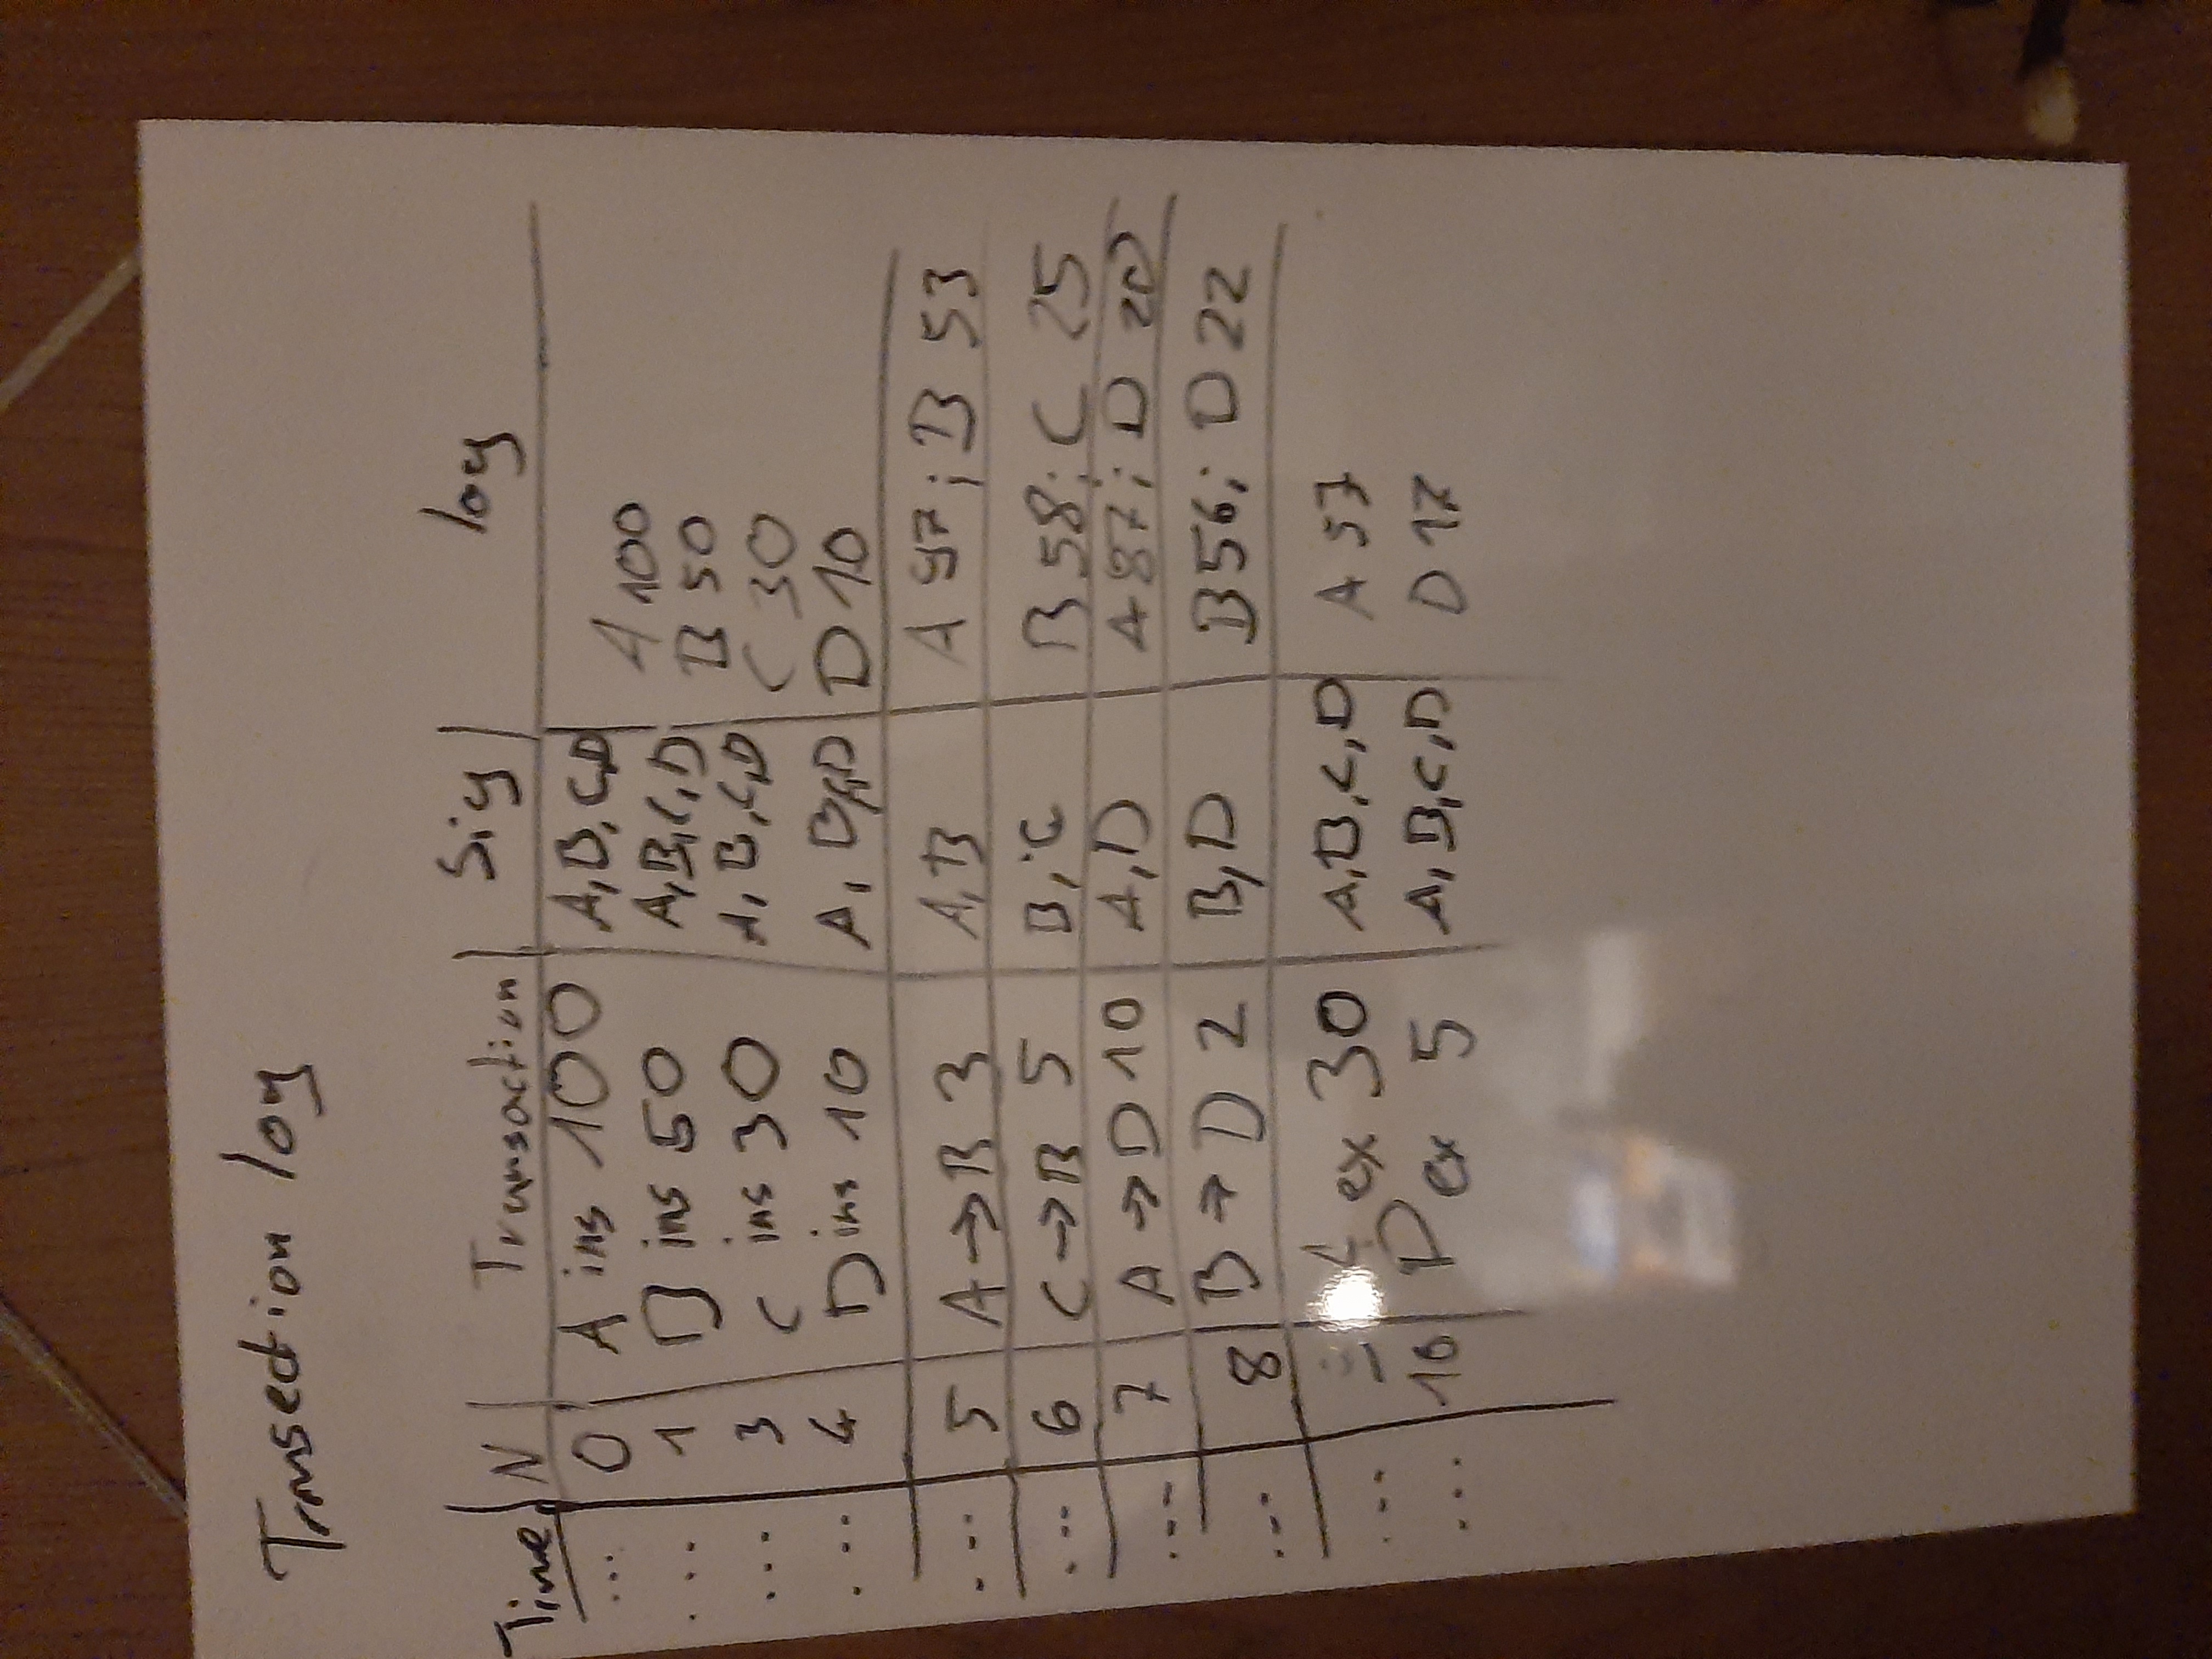 Transection log
Time N Transaction Sig log
... 0 A ins 100 A, B, C, D A 100
... 1 B ins 50 A, B, C, D B 50
... 3 C ins 30 A, B, C, D C 30
... 4 D ins 10 A, B, C, D D 10
... 5 A → B 3 A, B A 97; B 53
... 6 C → B 5 B, C B 58; C 25
... 7 A → D 10 A, D A 87; D 20
... 8 B → D 2 B, D B 56; D 22
... ex 30 A, B, C, D A 57
... 10 D ex 5 A, B, C, D D 17